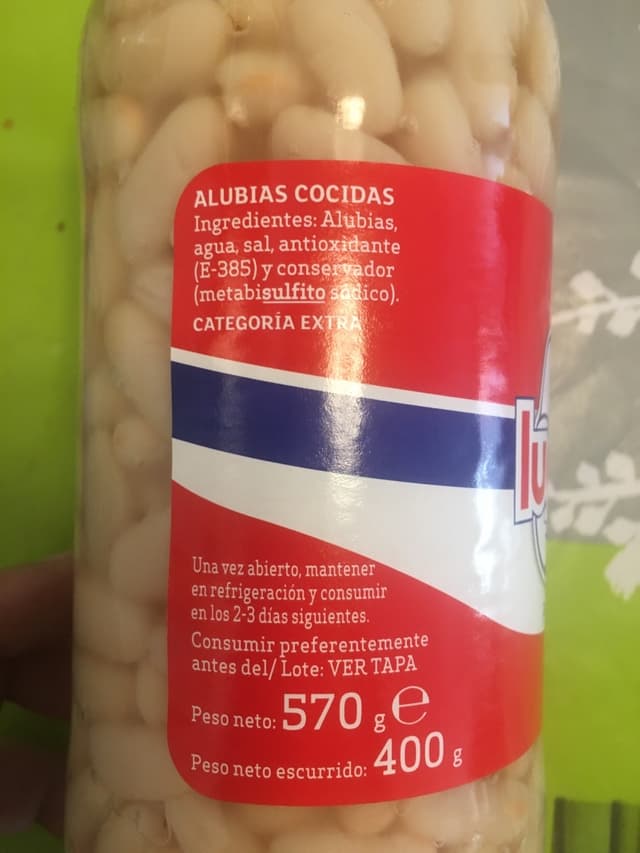 ALUBIAS COCIDAS
Ingredientes: Alubias,
agua, sal, antioxidante
(E-385) y conservador
(metabisulfito sódico).
CATEGORÍA EXTRA
lu
Una vez abierto, mantener
en refrigeración y consumir
en los 2-3 días siguientes.
Consumir preferentemente
antes del/ Lote: VER TAPA
Peso neto: 570 g e
Peso neto escurrido: 400 g